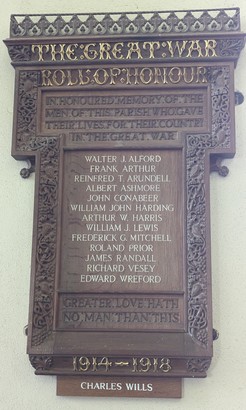 THE GREAT WAR
ROLL OF HONOUR
IN HONOURED MEMORY OF THE
MEN OF THIS PARISH WHO GAVE
THEIR LIVES FOR THEIR COUNTRY
IN THE GREAT WAR
WALTER J. ALFORD
FRANK ARTHUR
REINFRED T. ARUNDELL
ALBERT ASHMORE
JOHN CONABEER
WILLIAM JOHN HARDING
ARTHUR W. HARRIS
WILLIAM J. LEWIS
FREDERICK G. MITCHELL
ROLAND PRIOR
JAMES RANDALL
RICHARD VESEY
EDWARD WREFORD
GREATER LOVE HATH
NO MAN THAN THIS
1914-1918
CHARLES WILLS